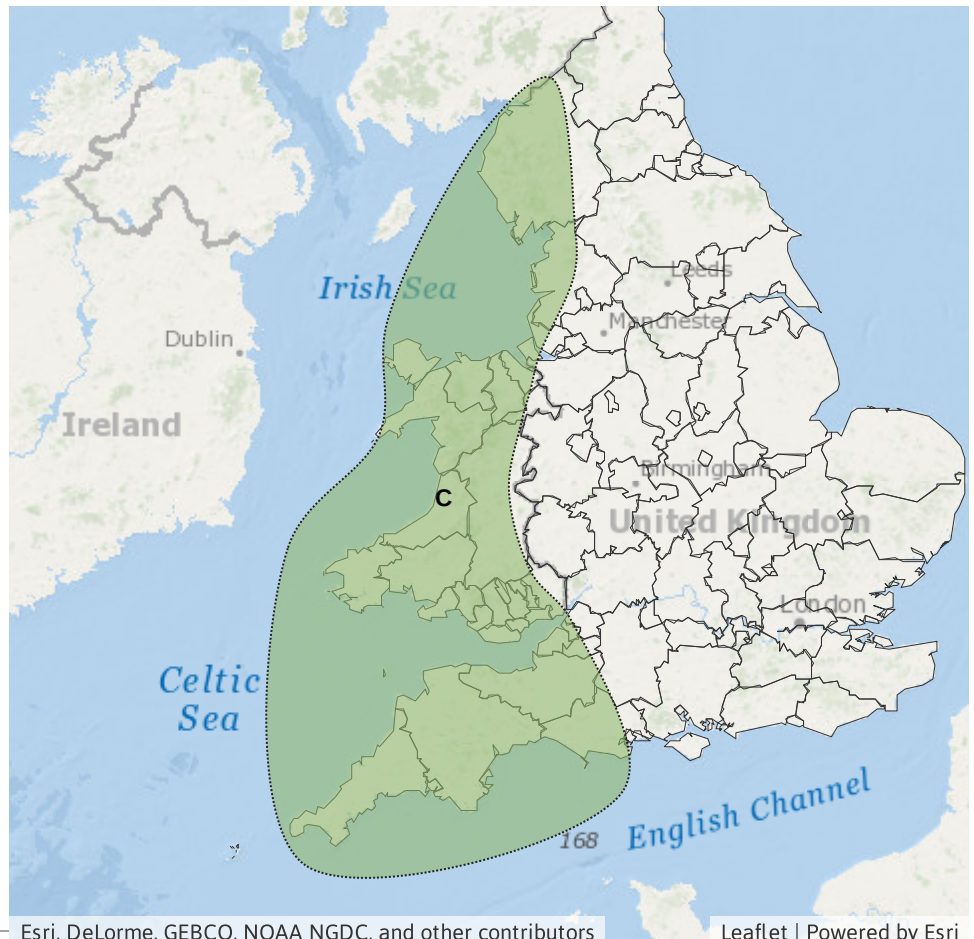 Irish Sea
Leeds
Manchester
Dublin
Ireland
Birmingham
C
United Kingdom
London
Celtic
Sea
English Channel
168
Esri, DeLorme, GEBCO, NOAA NGDC, and other contributors
Leaflet | Powered by Esri